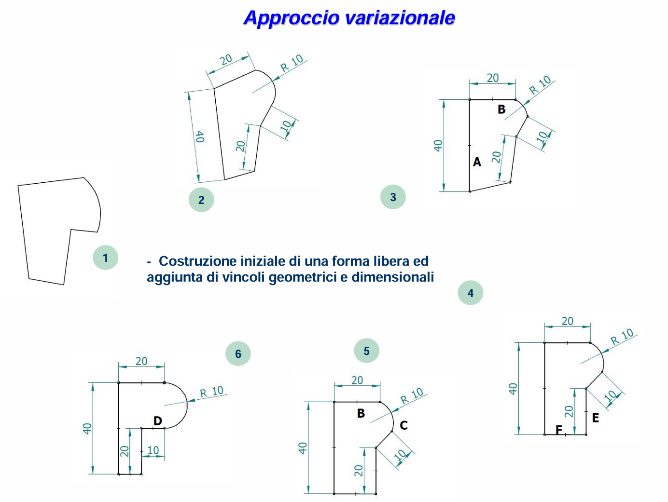 Approccio variazionale
20
R 10
40
20
10
2
20
R 10
B
40
A
20
10
3
1
- Costruzione iniziale di una forma libera ed
aggiunta di vincoli geometrici e dimensionali
4
20
R 10
40
20
10
E
F
5
20
R 10
B
C
40
20
10
6
20
R 10
D
40
20
10